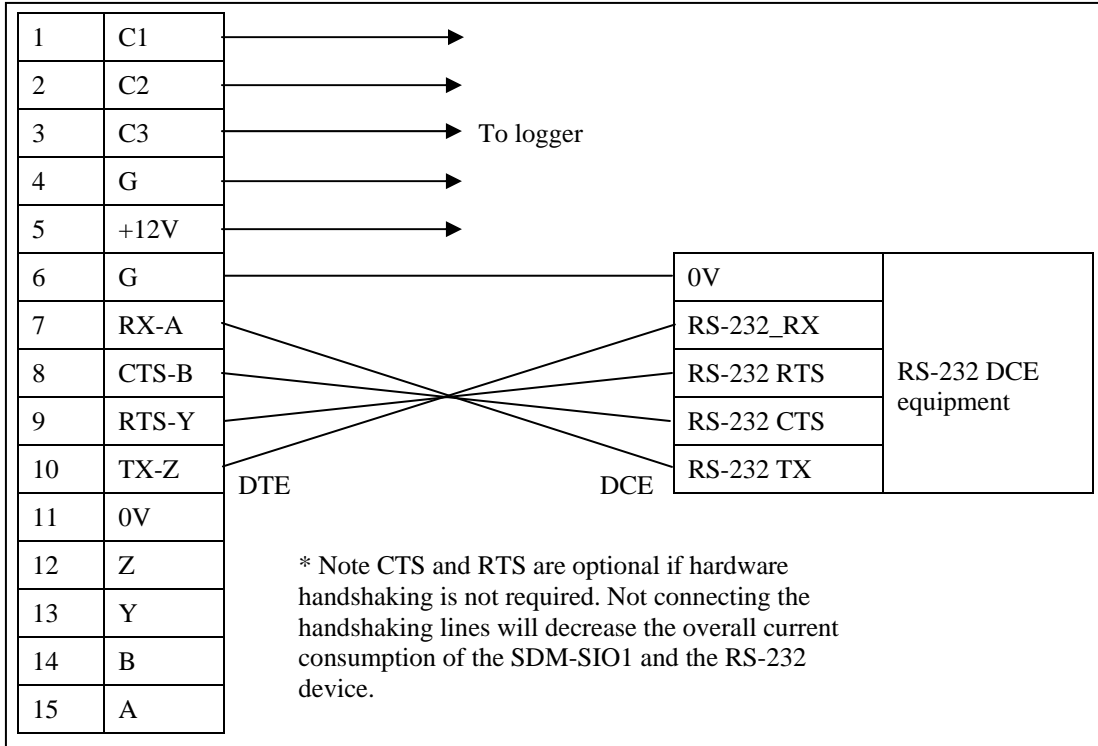 1 C1
2 C2
3 C3 To logger
4 G
5 +12V
6 G 0V
7 RX-A RS-232_RX
8 CTS-B RS-232 RTS RS-232 DCE
equipment
9 RTS-Y RS-232 CTS
10 TX-Z DTE DCE RS-232 TX
11 0V
12 Z
13 Y
14 B
15 A
* Note CTS and RTS are optional if hardware
handshaking is not required. Not connecting the
handshaking lines will decrease the overall current
consumption of the SDM-SIO1 and the RS-232
device.